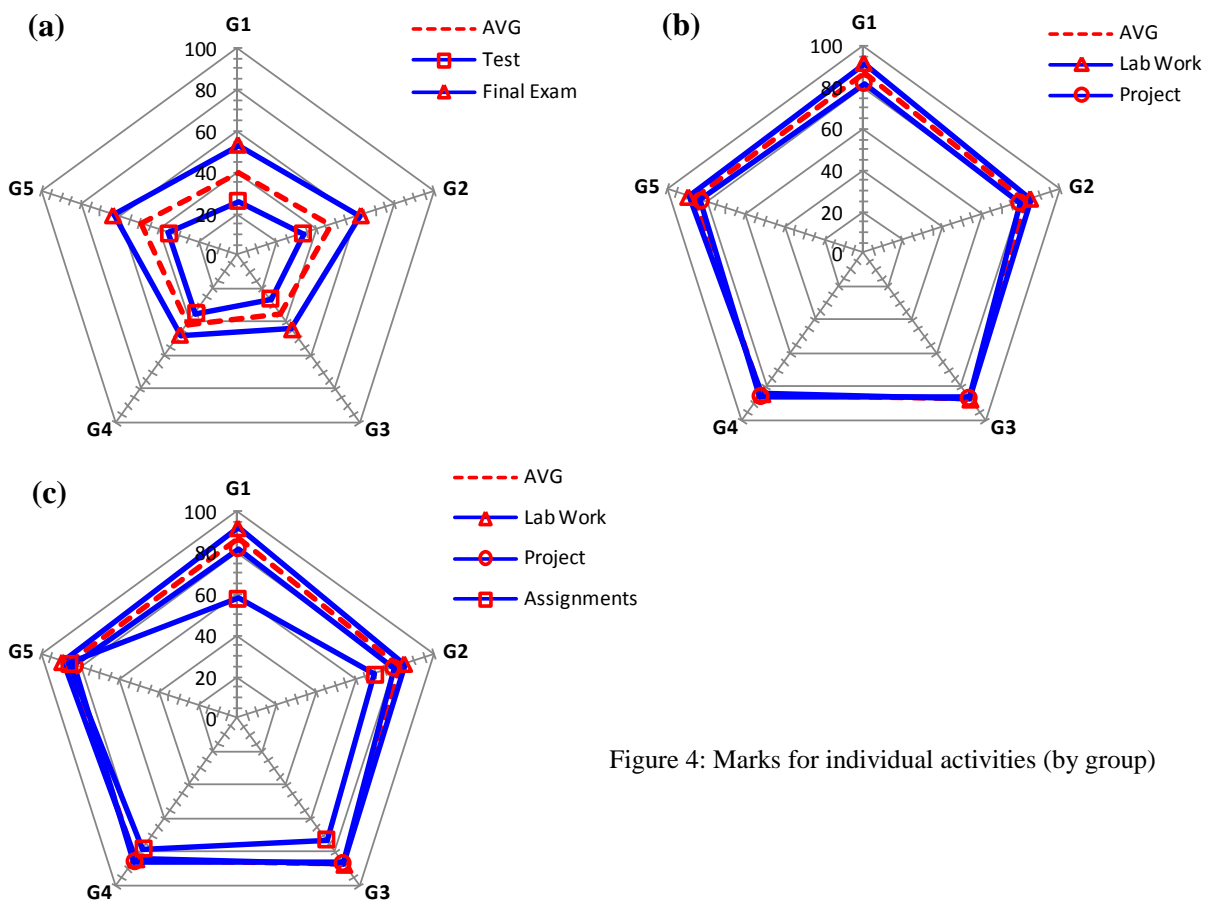 (a)
G1
AVG
Test
Final Exam
100
80
60
40
20
0
G5
G2
G4
G3
(b)
G1
AVG
Lab Work
Project
100
80
60
40
20
0
G5
G2
G4
G3
(c)
G1
AVG
Lab Work
Project
Assignments
100
80
60
40
20
0
G5
G2
G4
G3
Figure 4: Marks for individual activities (by group)